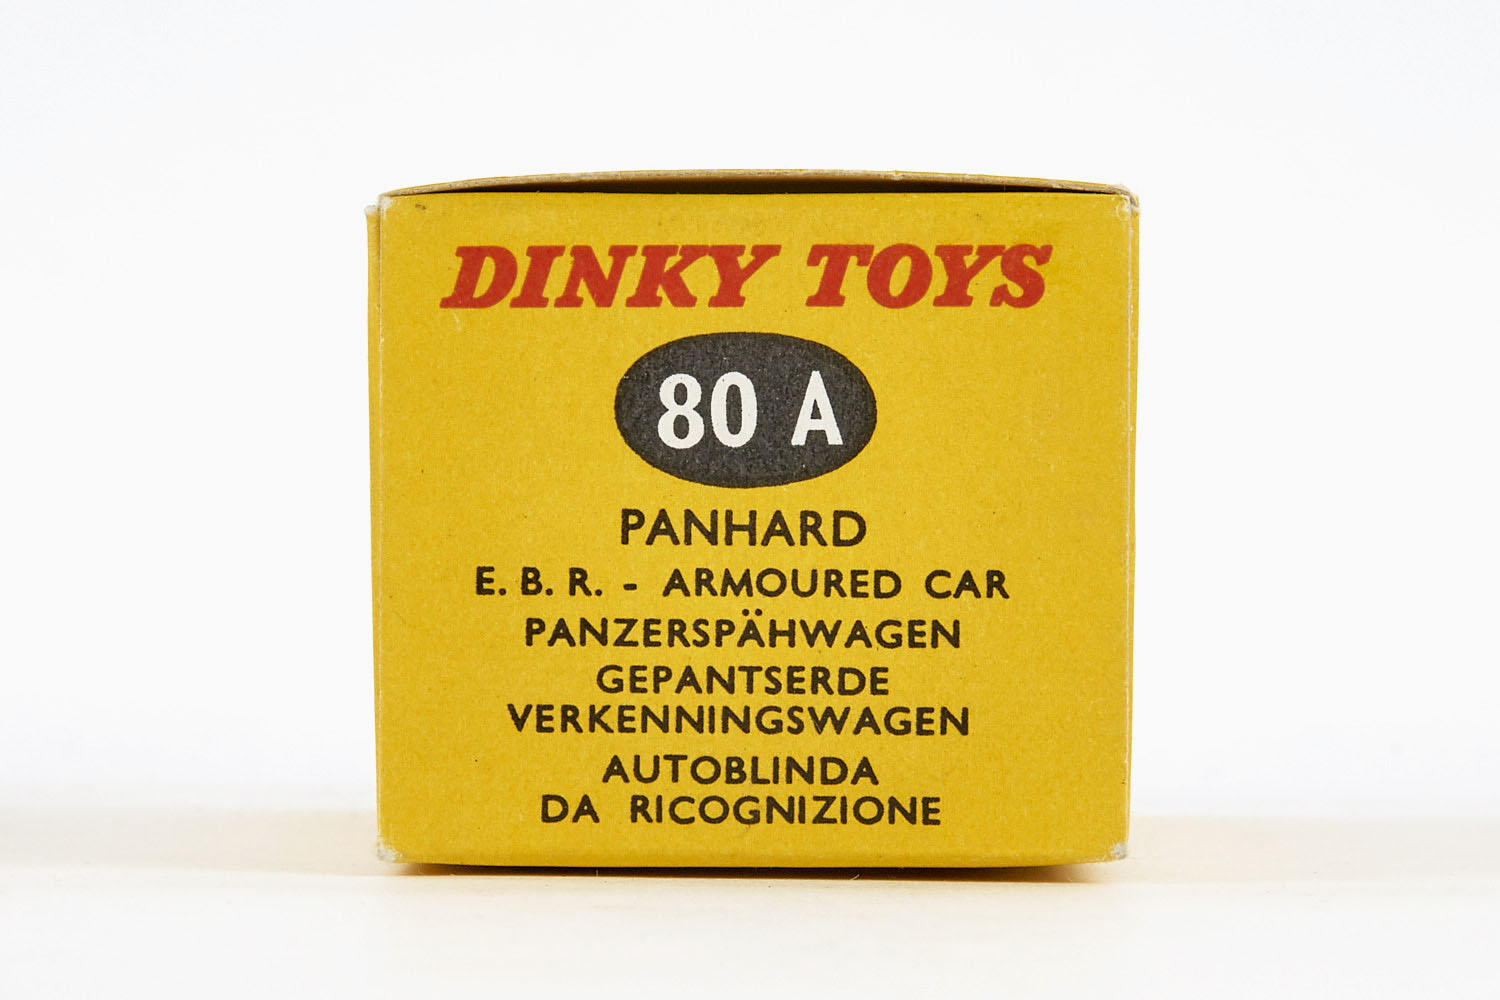 DINKY TOYS
80 A
PANHARD
E. B. R. - ARMOURED CAR
PANZERSPÄHWAGEN
GEPANTSERDE
VERKENNINGSWAGEN
AUTOBLINDA
DA RICOGNIZIONE